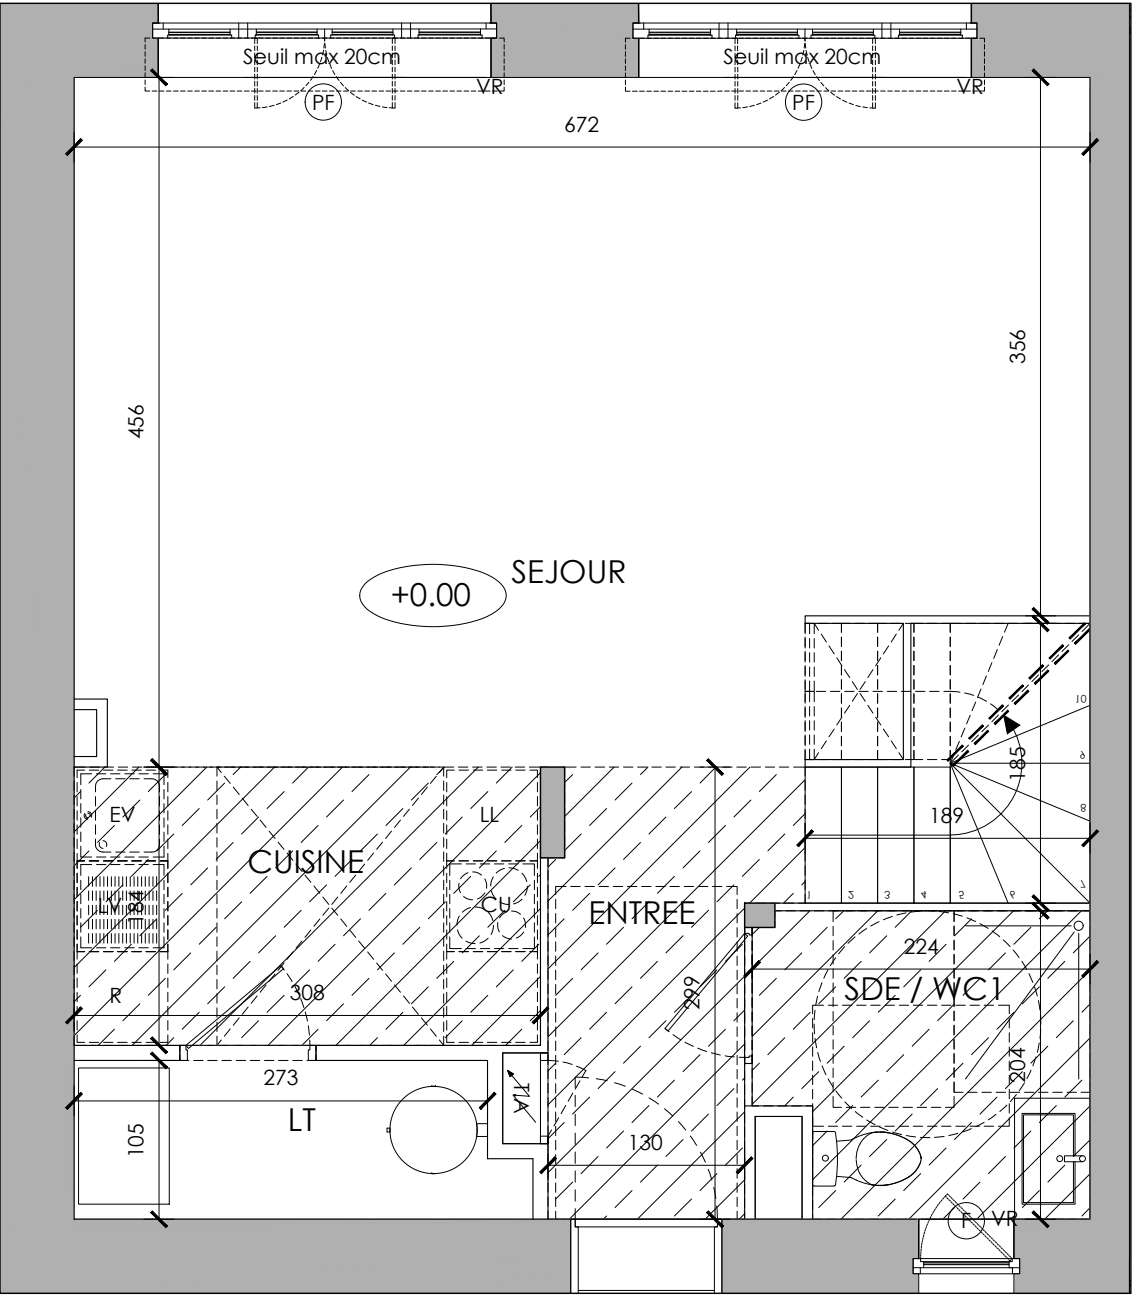 Seuil max 20cm
Seuil max 20cm
VR
VR
PF
PF
672
356
456
SEJOUR
+0.00
10
9
185
8
189
7
EV
LL
CUISINE
1
2
3
4
5
6
LV
184
CU
ENTREE
224
SDE / WC1
R
308
299
204
273
LT
TIA
105
130
F
VR